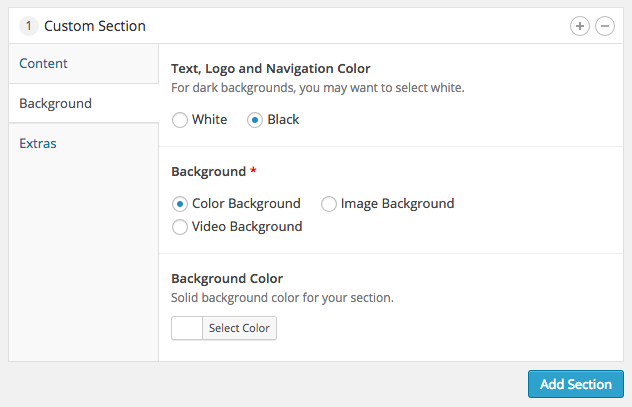 1 Custom Section
Content
Background
Extras
Text, Logo and Navigation Color
For dark backgrounds, you may want to select white.
White Black
Background *
Color Background Image Background
Video Background
Background Color
Solid background color for your section.
Select Color
Add Section